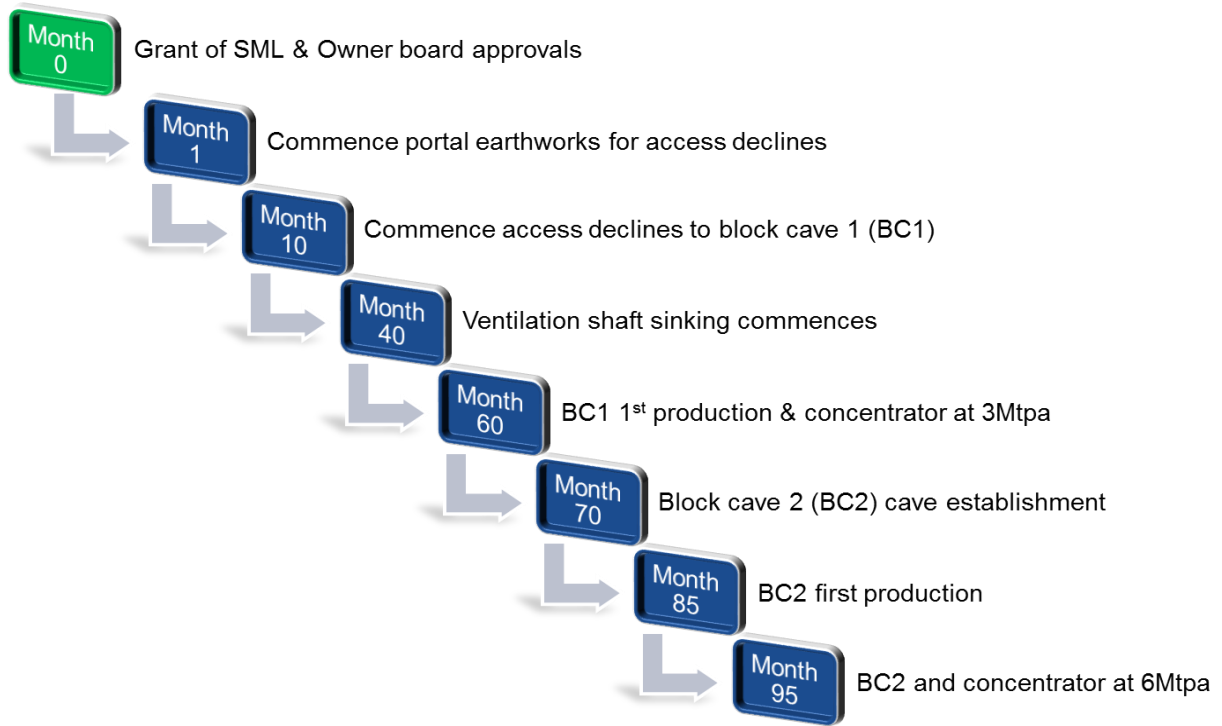 Month
0
Grant of SML & Owner board approvals
Month
1
Commence portal earthworks for access declines
Month
10
Commence access declines to block cave 1 (BC1)
Month
40
Ventilation shaft sinking commences
Month
60
BC1 1st production & concentrator at 3Mtpa
Month
70
Block cave 2 (BC2) cave establishment
Month
85
BC2 first production
Month
95
BC2 and concentrator at 6Mtpa